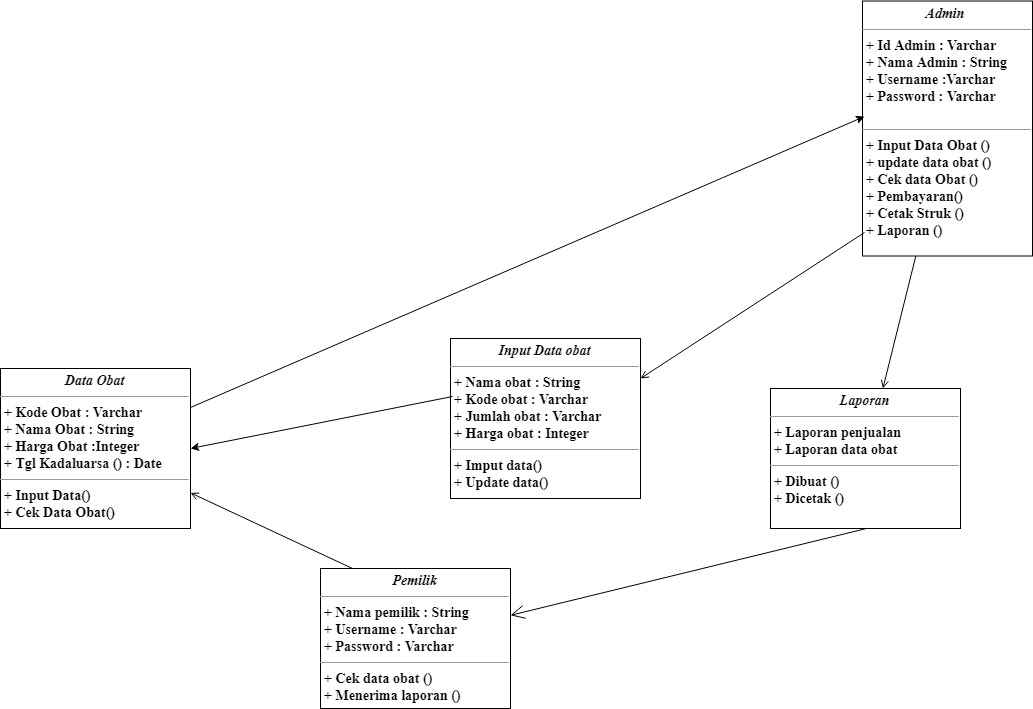 Admin
+ Id Admin : Varchar
+ Nama Admin : String
+ Username :Varchar
+ Password : Varchar
+ Input Data Obat ()
+ update data obat ()
+ Cek data Obat ()
+ Pembayaran()
+ Cetak Struk ()
+ Laporan ()
Input Data obat
+ Nama obat : String
+ Kode obat : Varchar
+ Jumlah obat : Varchar
+ Harga obat : Integer
+ Imput data()
+ Update data()
Data Obat
+ Kode Obat : Varchar
+ Nama Obat : String
+ Harga Obat :Integer
+ Tgl Kadaluarsa () : Date
+ Input Data()
+ Cek Data Obat()
Laporan
+ Laporan penjualan
+ Laporan data obat
+ Dibuat ()
+ Dicetak ()
Pemilik
+ Nama pemilik : String
+ Username : Varchar
+ Password : Varchar
+ Cek data obat ()
+ Menerima laporan ()